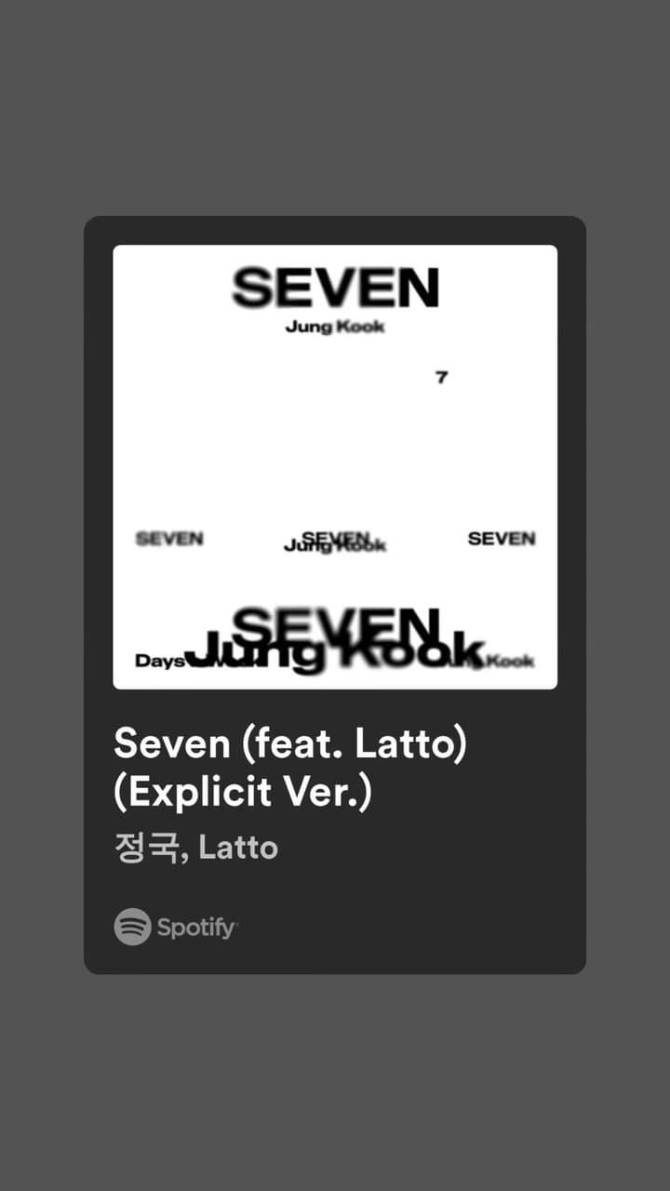 SEVEN
Jung Kook
7
SEVEN
SEVEN
Jung Kook
SEVEN
SEVEN
Jung Kook
Days
Kook
Seven (feat. Latto)
(Explicit Ver.)
정국, Latto
Spotify